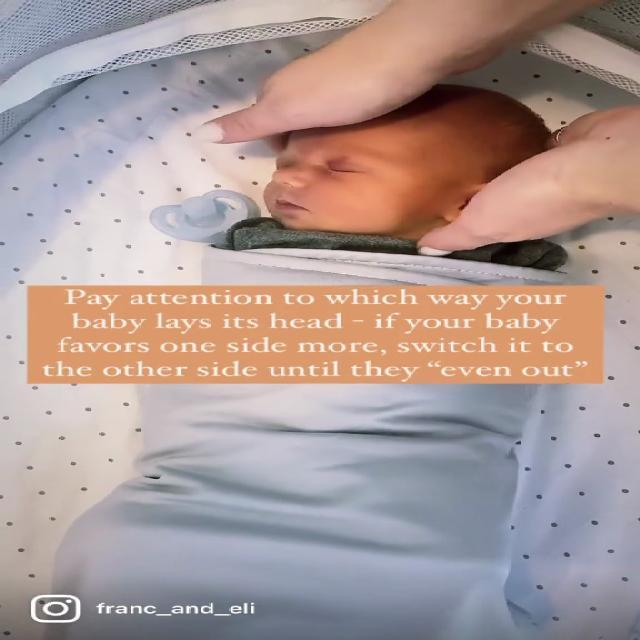 Pay attention to which way your
baby lays its head - if your baby
favors one side more, switch it to
the other side until they “even out”
franc_and_eli